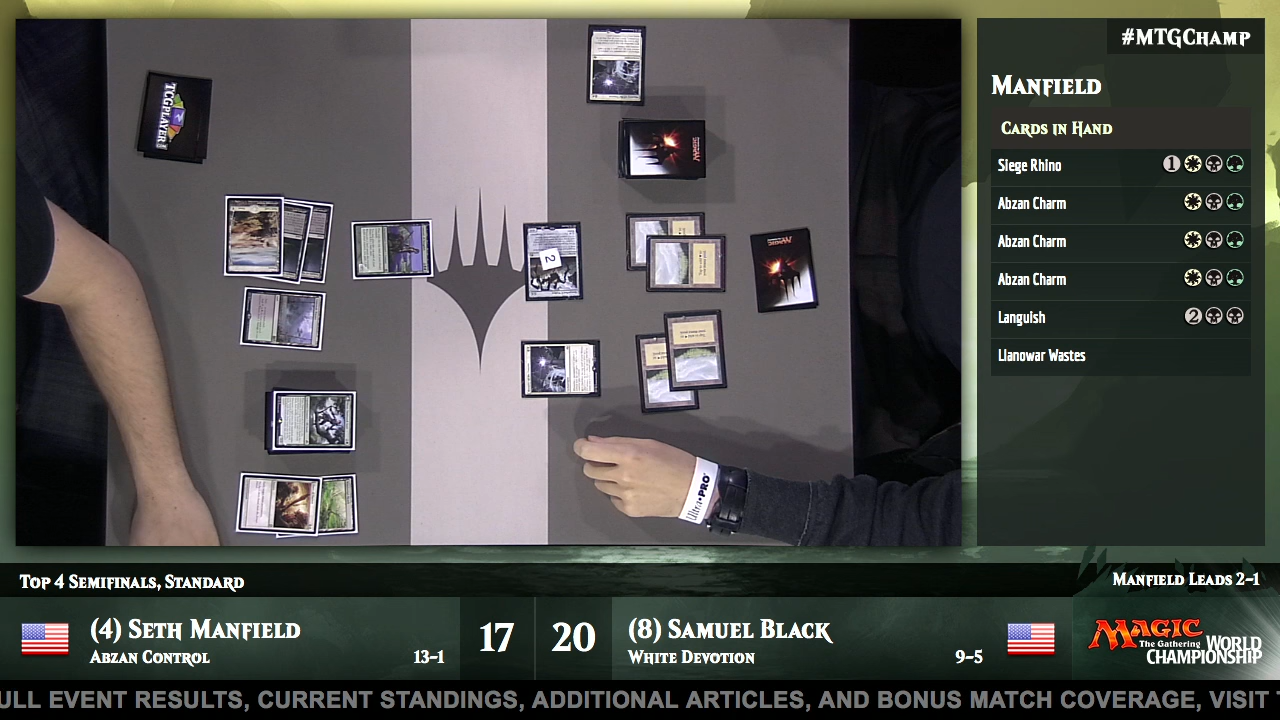 #MTGChamp
Manfield
Cards in Hand
Siege Rhino 1
Abzan Charm
Abzan Charm
Abzan Charm
Languish 2
Llanowar Wastes
TCGPLAYER
MAGIC
2
Ultra•PRO
Top 4 Semifinals, Standard
Manfield Leads 2-1
(4) Seth Manfield
Abzan Control 13-1
17
20
(8) Samuel Black
White Devotion 9-5
MAGIC
The Gathering
WORLD
CHAMPIONSHIP
ULL EVENT RESULTS, CURRENT STANDINGS, ADDITIONAL ARTICLES, AND BONUS MATCH COVERAGE, VISIT